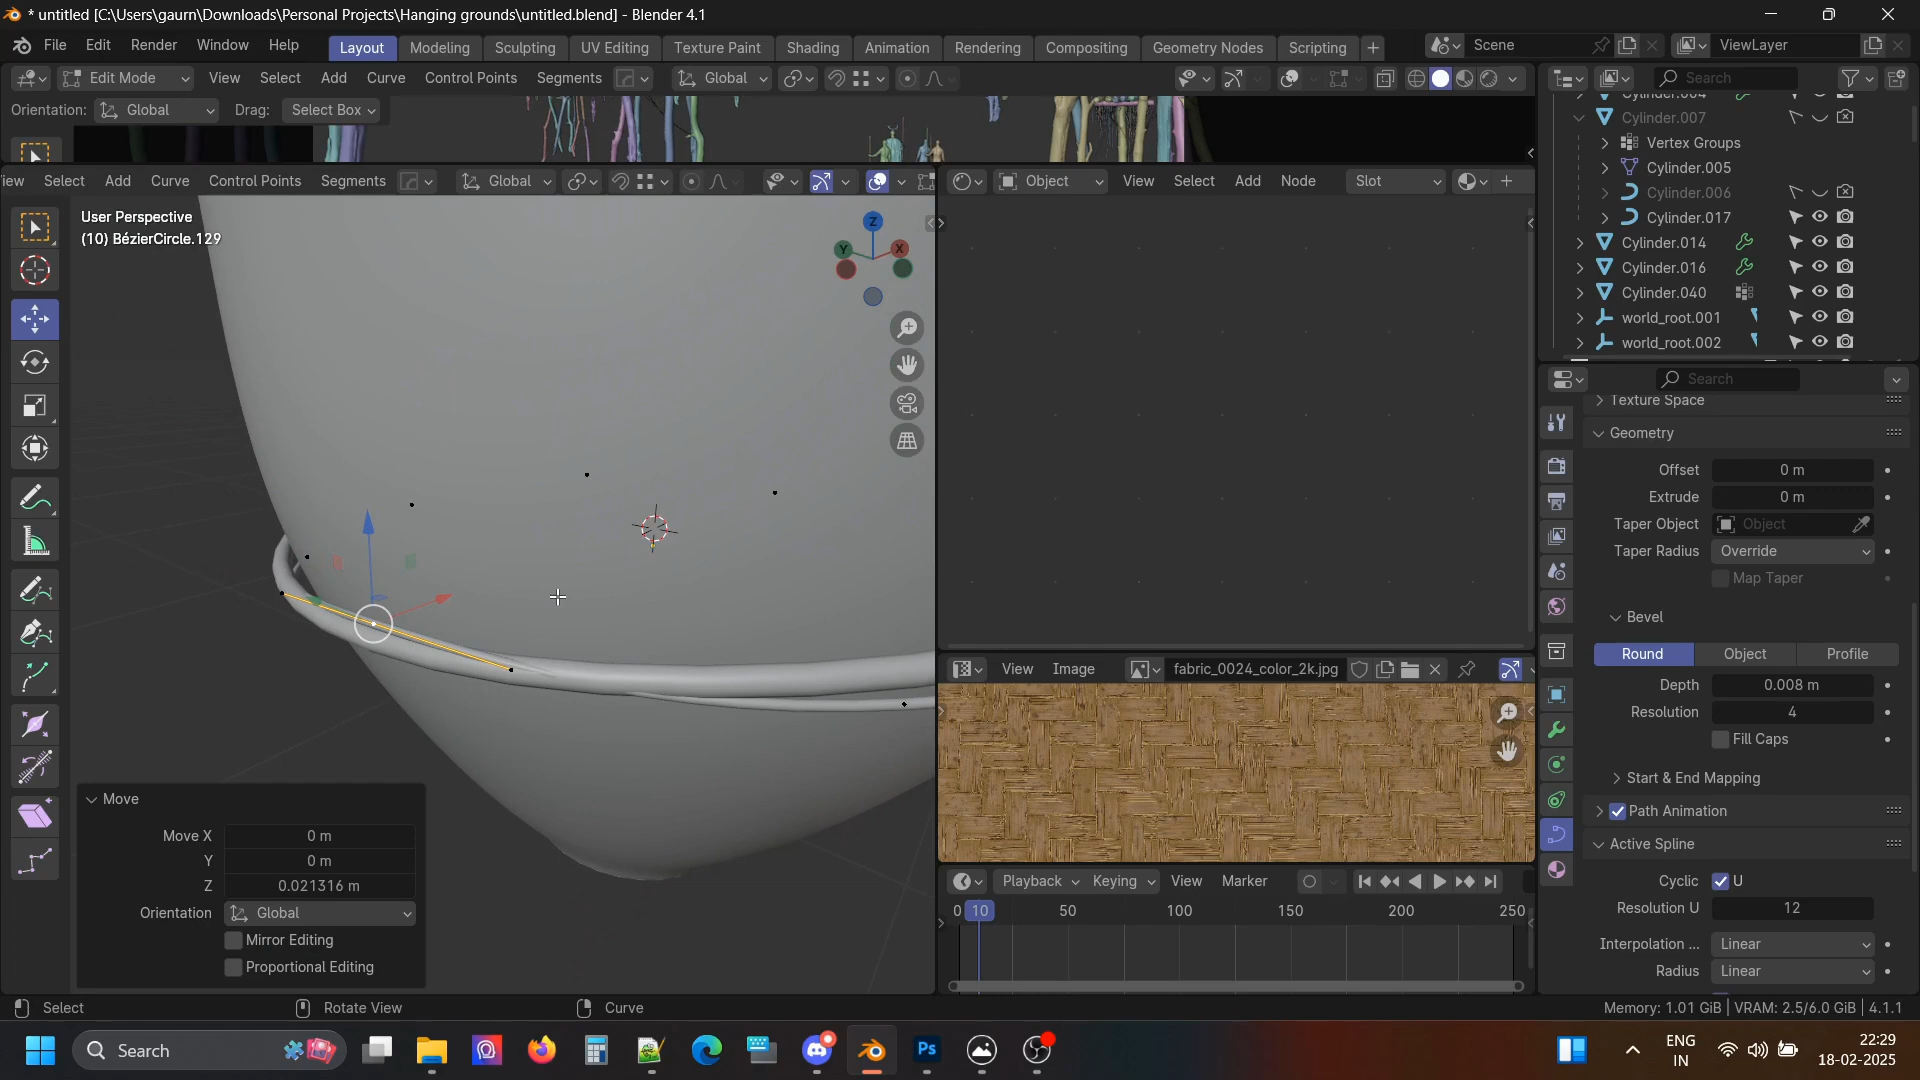 * untitled [C:\Users\gaurn\Downloads\Personal Projects\Hanging grounds\untitled.blend] - Blender 4.1
File Edit Render Window Help Layout Modeling Sculpting UV Editing Texture Paint Shading Animation Rendering Compositing Geometry Nodes Scripting + Scene ViewLayer
Edit Mode View Select Add Curve Control Points Segments Global Search
Orientation: Global Drag: Select Box
Cylinder.004
Cylinder.007
Vertex Groups
Cylinder.005
Cylinder.006
Cylinder.017
Cylinder.014
Cylinder.016
Cylinder.040
world_root.001
world_root.002
iew Select Add Curve Control Points Segments Global
User Perspective
(10) BézierCircle.129
Z
Y X
Object View Select Add Node Slot
Search
Texture Space
Geometry
Offset 0 m
Extrude 0 m
Taper Object Object
Taper Radius Override
Map Taper
Bevel
Round Object Profile
Depth 0.008 m
Resolution 4
Fill Caps
Start & End Mapping
Path Animation
Active Spline
Cyclic U
Resolution U 12
Interpolation ... Linear
Radius Linear
View Image fabric_0024_color_2k.jpg
Playback Keying View Marker
0 10 50 100 150 200 250
Move
Move X 0 m
Y 0 m
Z 0.021316 m
Orientation Global
Mirror Editing
Proportional Editing
Select Rotate View Curve Memory: 1.01 GiB | VRAM: 2.5/6.0 GiB | 4.1.1
Search
Ps
ENG
IN
22:29
18-02-2025